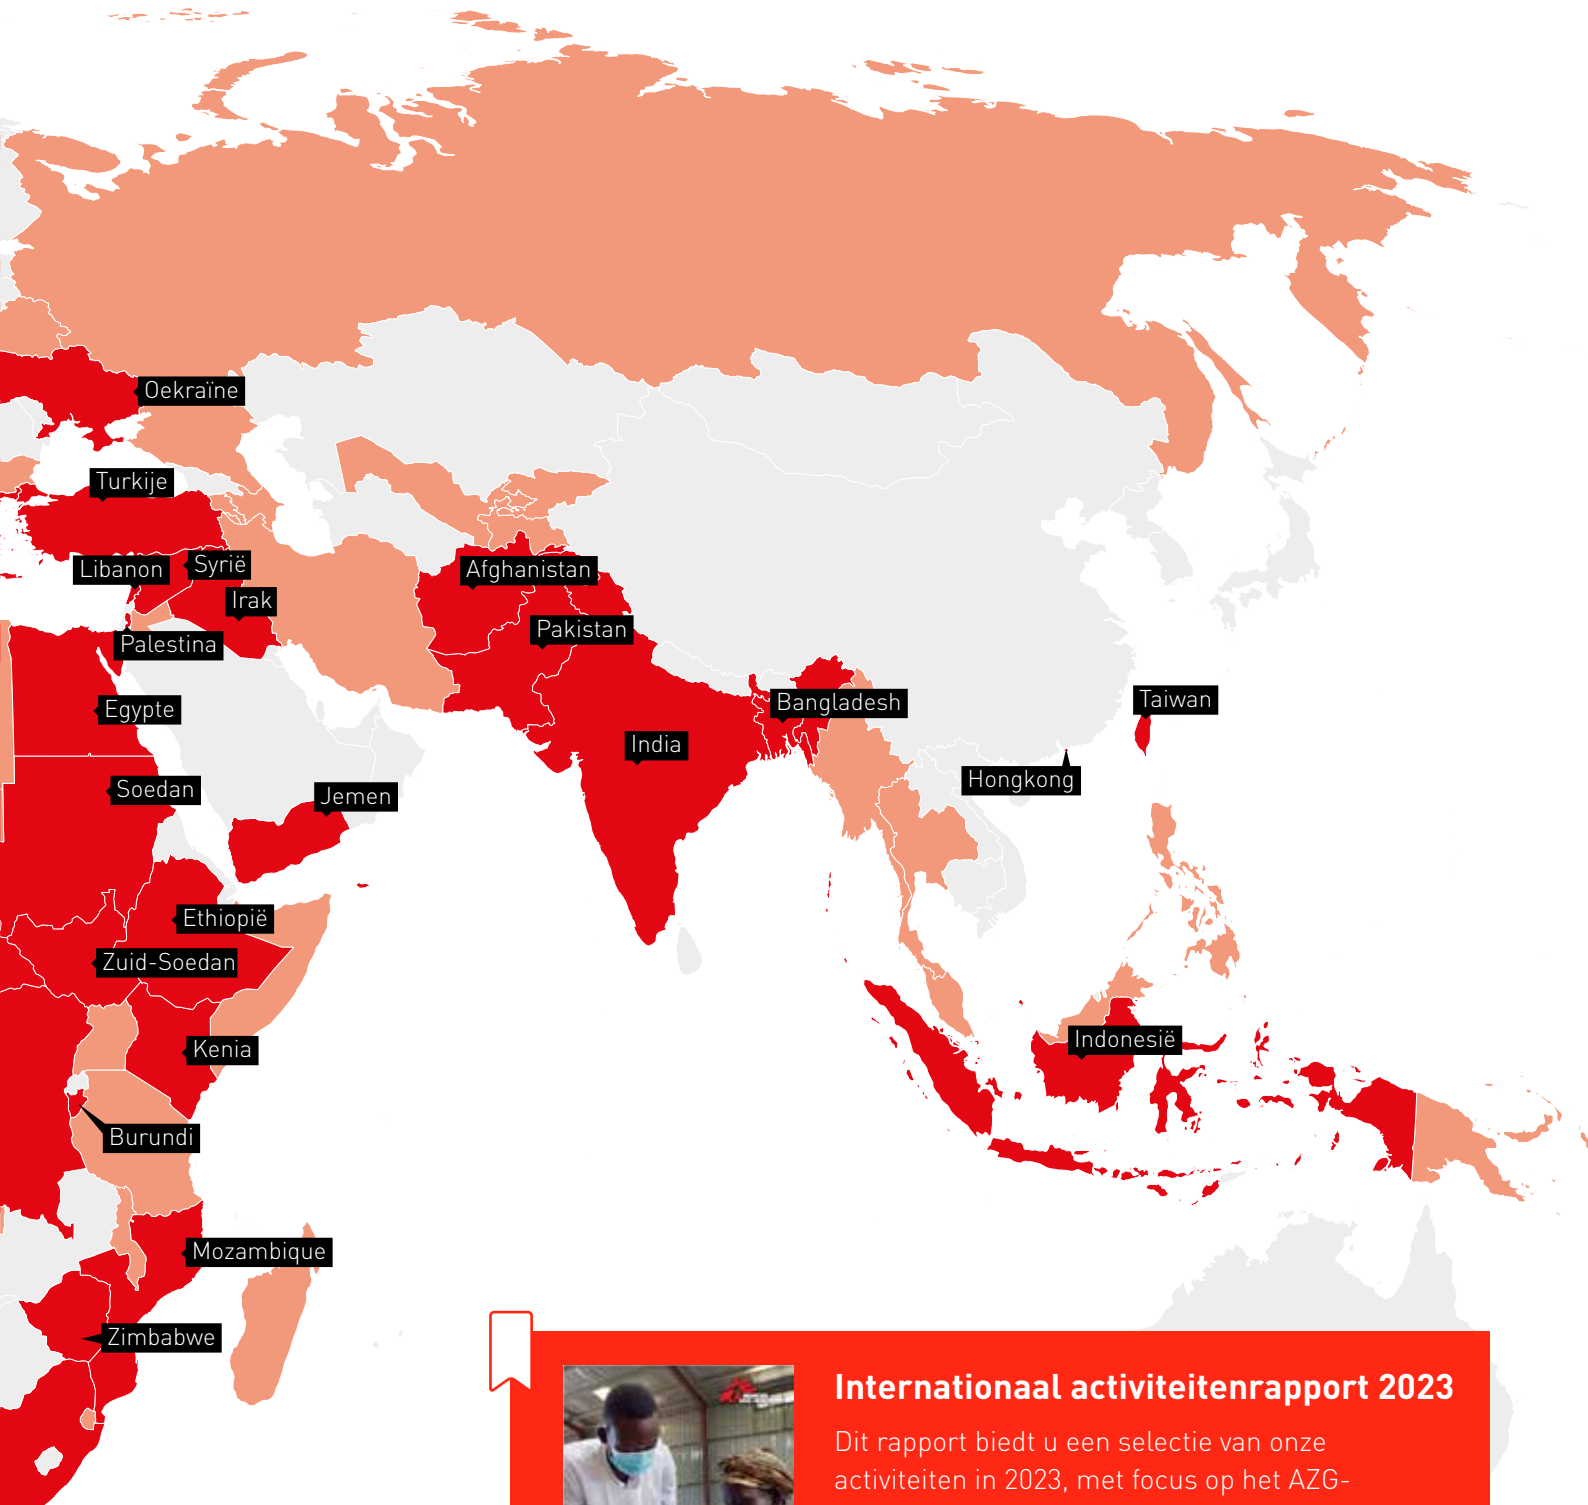 Oekraïne
Turkije
Libanon
Syrië
Afghanistan
Irak
Pakistan
Palestina
Egypte
Bangladesh
Taiwan
India
Hongkong
Soedan
Jemen
Ethiopië
Zuid-Soedan
Indonesië
Kenia
Burundi
Mozambique
Zimbabwe
Internationaal activiteitenrapport 2023
Dit rapport biedt u een selectie van onze
activiteiten in 2023, met focus op het AZG-